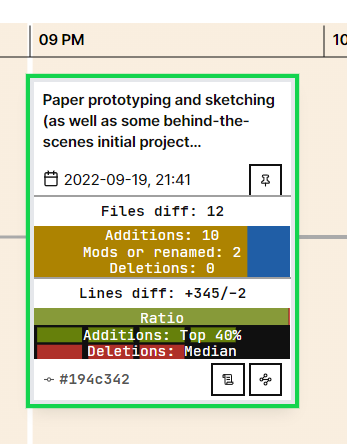 09 PM
10
Paper prototyping and sketching
(as well as some behind-the-
scenes initial project...
2022-09-19, 21:41
Files diff: 12
Additions: 10
Mods or renamed: 2
Deletions: 0
Lines diff: +345/-2
Ratio
Additions: Top 40%
Deletions: Median
#194c342